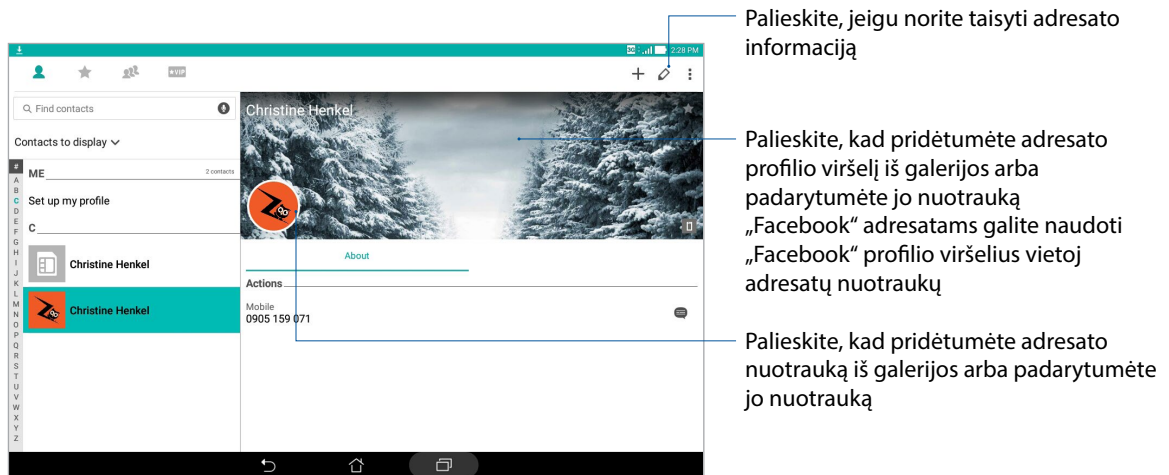 Palieskite, jeigu norite taisyti adresato
informaciją
3G
2:28 PM
VIP
Find contacts
Contacts to display
#
A
B
C
D
E
F
G
H
I
J
K
L
M
N
O
P
Q
R
S
T
U
V
W
X
Y
Z
ME
2 contacts
Set up my profile
C
Christine Henkel
Christine Henkel
Christine Henkel
About
Actions
Mobile
0905 159 071
Palieskite, kad pridėtumėte adresato
profilio viršelį iš galerijos arba
padarytumėte jo nuotrauką
„Facebook“ adresatams galite naudoti
„Facebook“ profilio viršelius vietoj
adresatų nuotraukų
Palieskite, kad pridėtumėte adresato
nuotrauką iš galerijos arba padarytumėte
jo nuotrauką